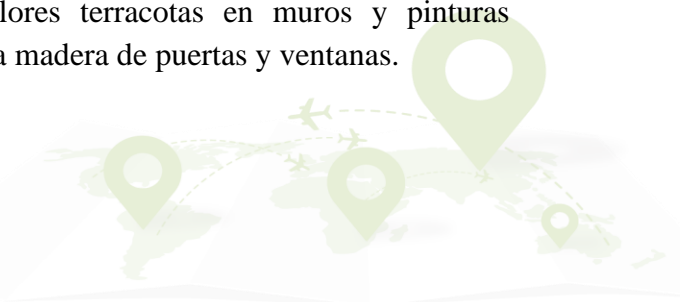 lores terracotas en muros y pinturas
a madera de puertas y ventanas.